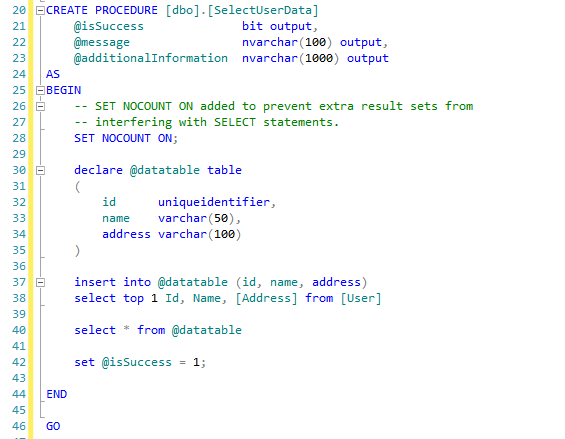 20 CREATE PROCEDURE [dbo].[SelectUserData]
21     @isSuccess              bit output,
22     @message                nvarchar(100) output,
23     @additionalInformation  nvarchar(1000) output
24 AS
25 BEGIN
26     -- SET NOCOUNT ON added to prevent extra result sets from
27     -- interfering with SELECT statements.
28     SET NOCOUNT ON;
29
30     declare @datatable table
31     (
32         id      uniqueidentifier,
33         name    varchar(50),
34         address varchar(100)
35     )
36
37     insert into @datatable (id, name, address)
38     select top 1 Id, Name, [Address] from [User]
39
40     select * from @datatable
41
42     set @isSuccess = 1;
43
44 END
45
46 GO